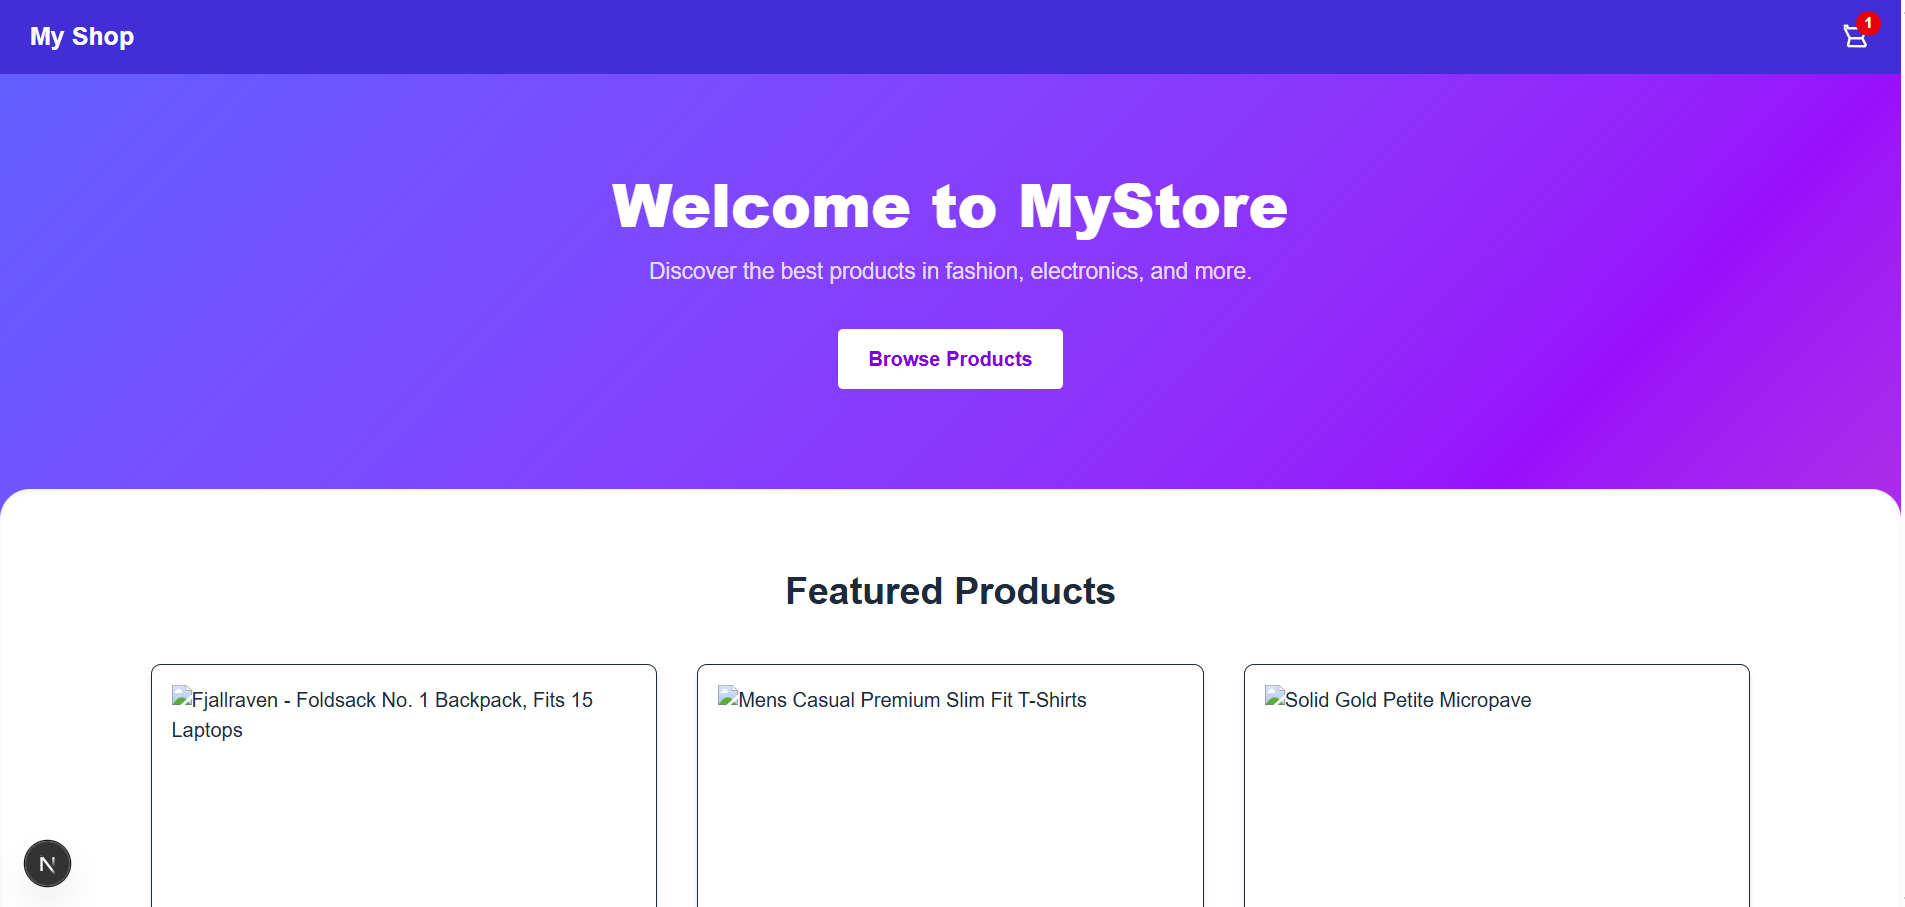 My Shop
1
Welcome to MyStore
Discover the best products in fashion, electronics, and more.
Browse Products
Featured Products
Fjallraven - Foldsack No. 1 Backpack, Fits 15
Laptops
Mens Casual Premium Slim Fit T-Shirts
Solid Gold Petite Micropave
N